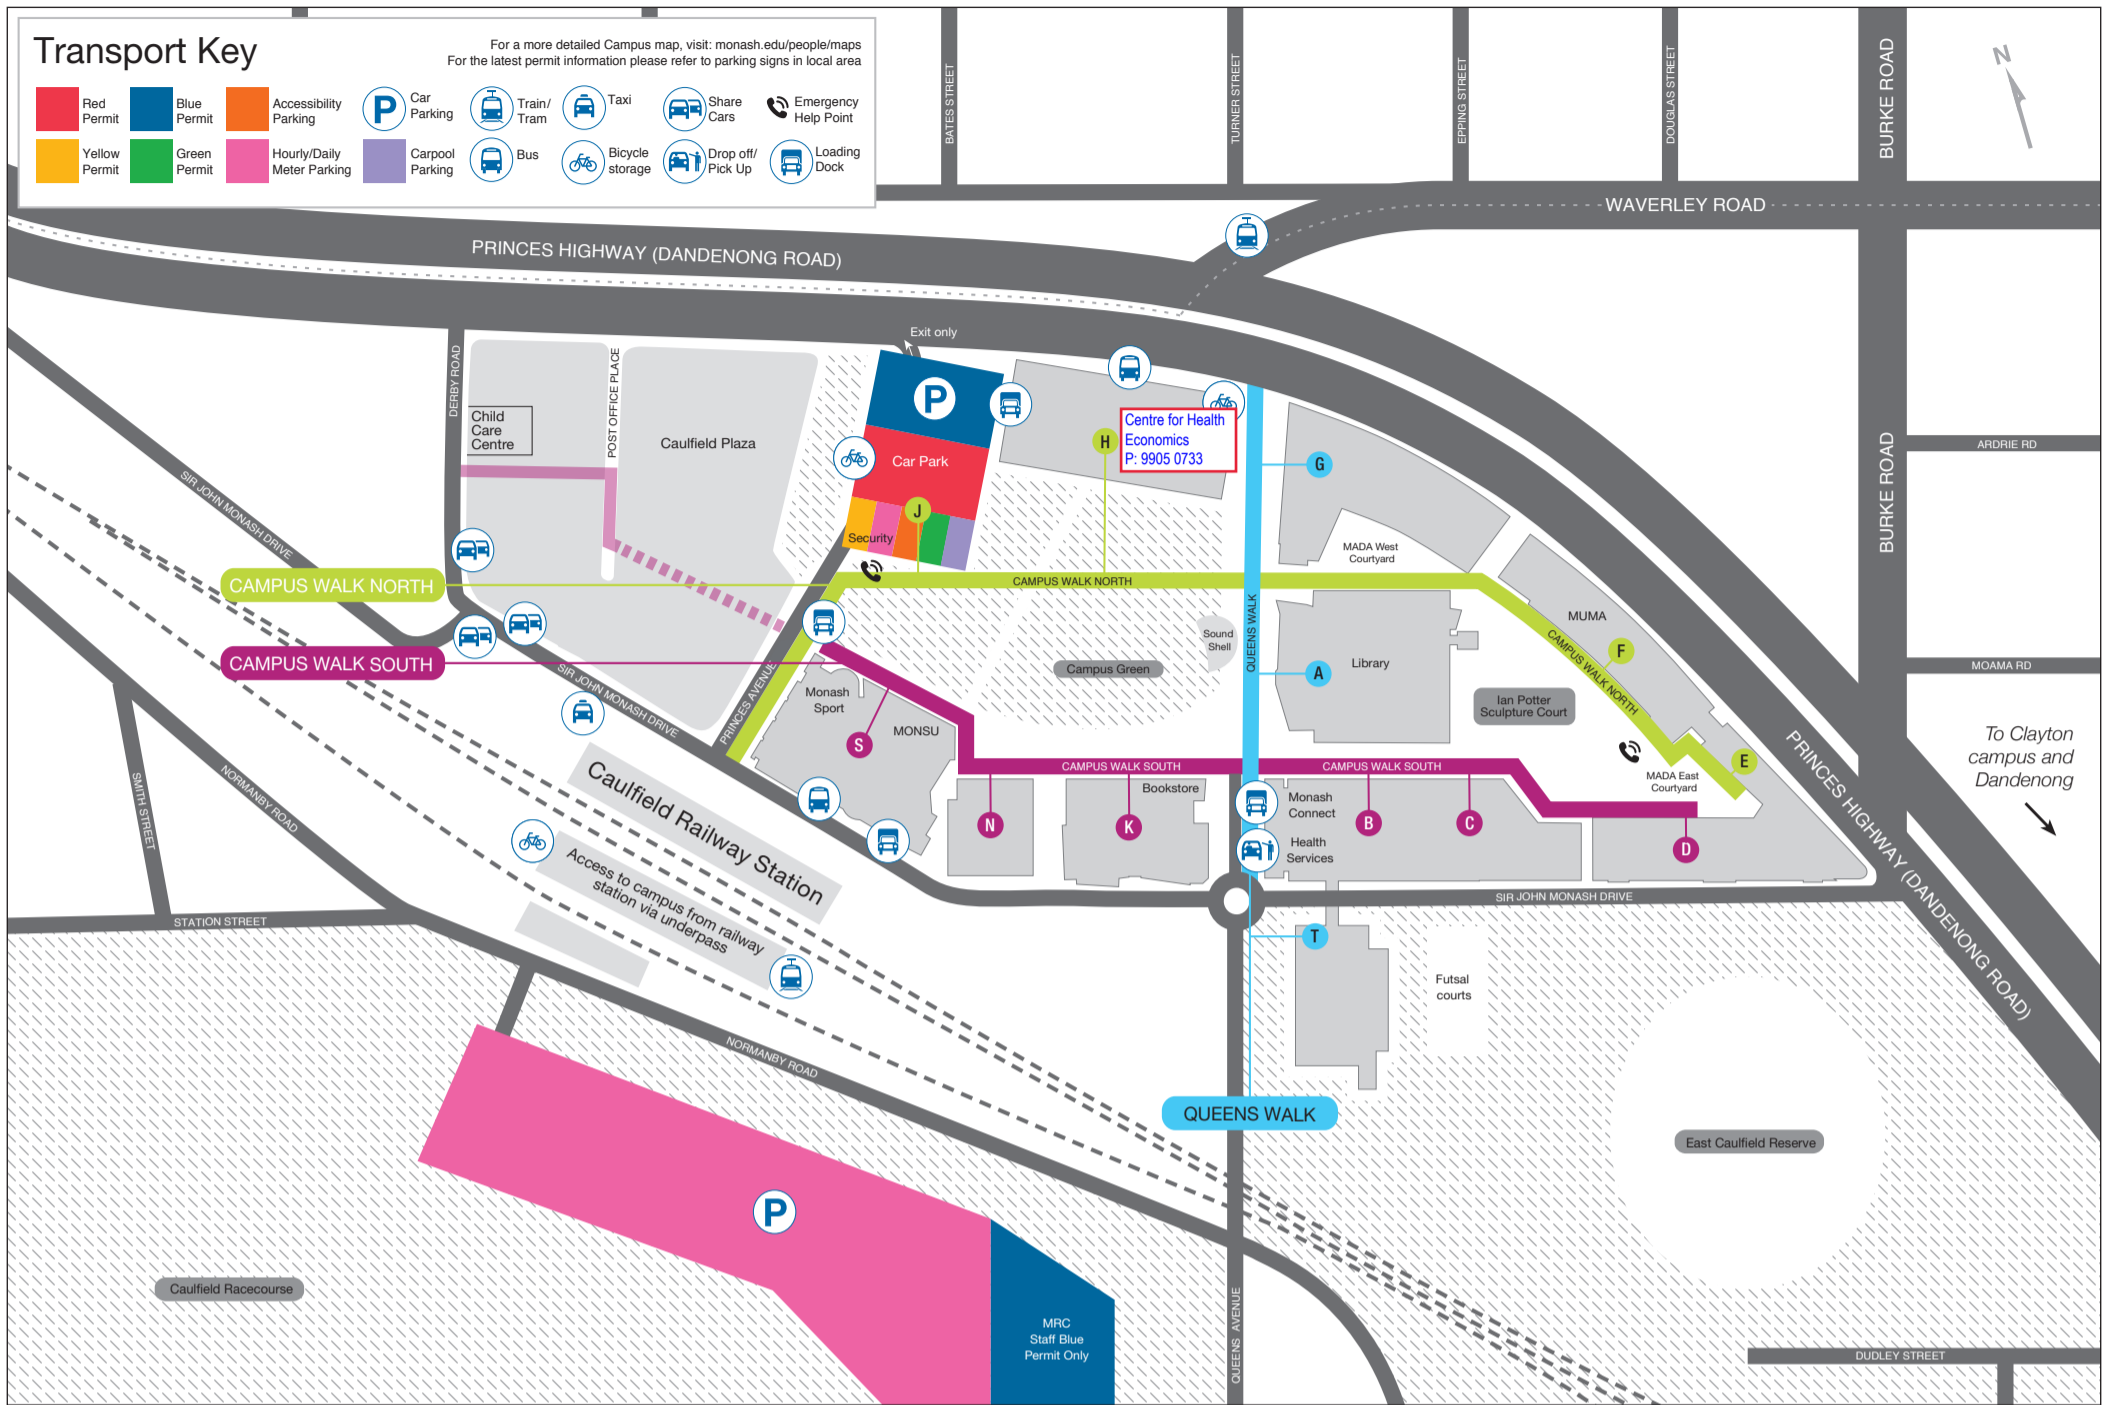 Transport Key
For a more detailed Campus map, visit: monash.edu/people/maps
For the latest permit information please refer to parking signs in local area
Red
Permit
Blue
Permit
Accessibility
Parking
P
Car
Parking
Train/
Tram
Taxi
Share
Cars
Emergency
Help Point
Yellow
Permit
Green
Permit
Hourly/Daily
Meter Parking
Carpool
Parking
Bus
Bicycle
storage
Drop off/
Pick Up
Loading
Dock
BATES STREET
TURNER STREET
EPPING STREET
DOUGLAS STREET
BURKE ROAD
N
WAVERLEY ROAD
PRINCES HIGHWAY (DANDENONG ROAD)
Exit only
DERBY ROAD
POST OFFICE PLACE
Child
Care
Centre
Caulfield Plaza
P
Car Park
J
Security
H
Centre for Health
Economics
P: 9905 0733
G
MADA West
Courtyard
BURKE ROAD
ARDRIE RD
SIR JOHN MONASH DRIVE
CAMPUS WALK NORTH
CAMPUS WALK NORTH
QUEENS WALK
MUMA
F
CAMPUS WALK NORTH
Sound
Shell
Library
A
Campus Green
CAMPUS WALK SOUTH
MOAMA RD
SIR JOHN MONASH DRIVE
PRINCES AVENUE
Monash
Sport
MONSU
S
Ian Potter
Sculpture Court
To Clayton
campus and
Dandenong
E
MADA East
Courtyard
PRINCES HIGHWAY (DANDENONG ROAD)
CAMPUS WALK SOUTH
CAMPUS WALK SOUTH
Bookstore
Monash
Connect
N
K
B
C
D
Health
Services
SMITH STREET
NORMANBY ROAD
Caulfield Railway Station
Access to campus from railway
station via underpass
STATION STREET
SIR JOHN MONASH DRIVE
T
Futsal
courts
NORMANBY ROAD
QUEENS WALK
East Caulfield Reserve
P
Caulfield Racecourse
MRC
Staff Blue
Permit Only
QUEENS AVENUE
DUDLEY STREET